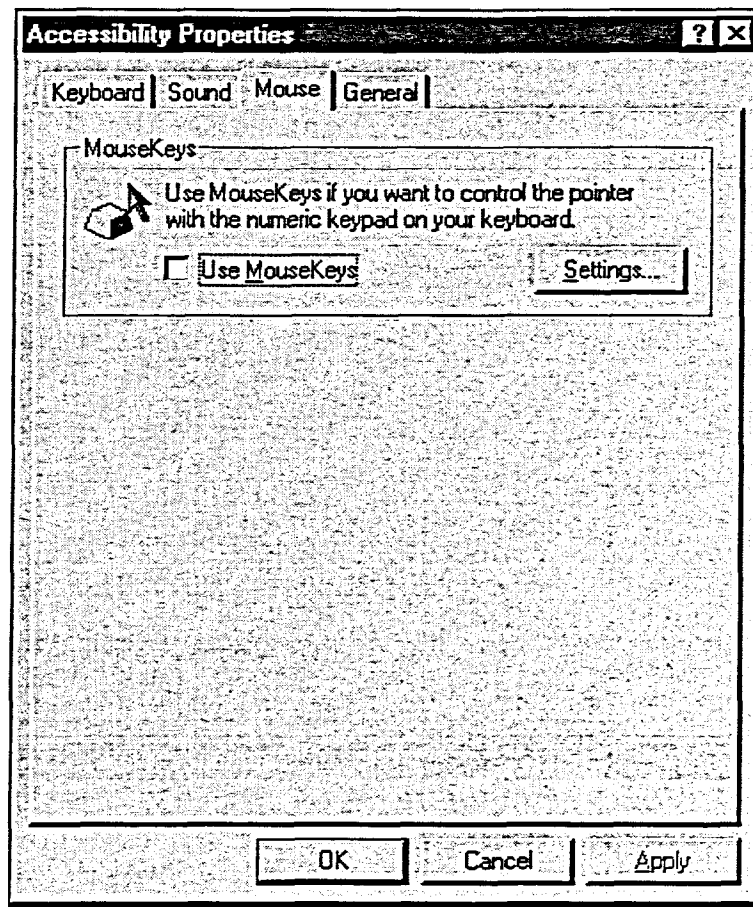 Accessibility Properties
Keyboard Sound Mouse General
MouseKeys
Use MouseKeys if you want to control the pointer
with the numeric keypad on your keyboard.
Use MouseKeys
Settings...
OK Cancel Apply